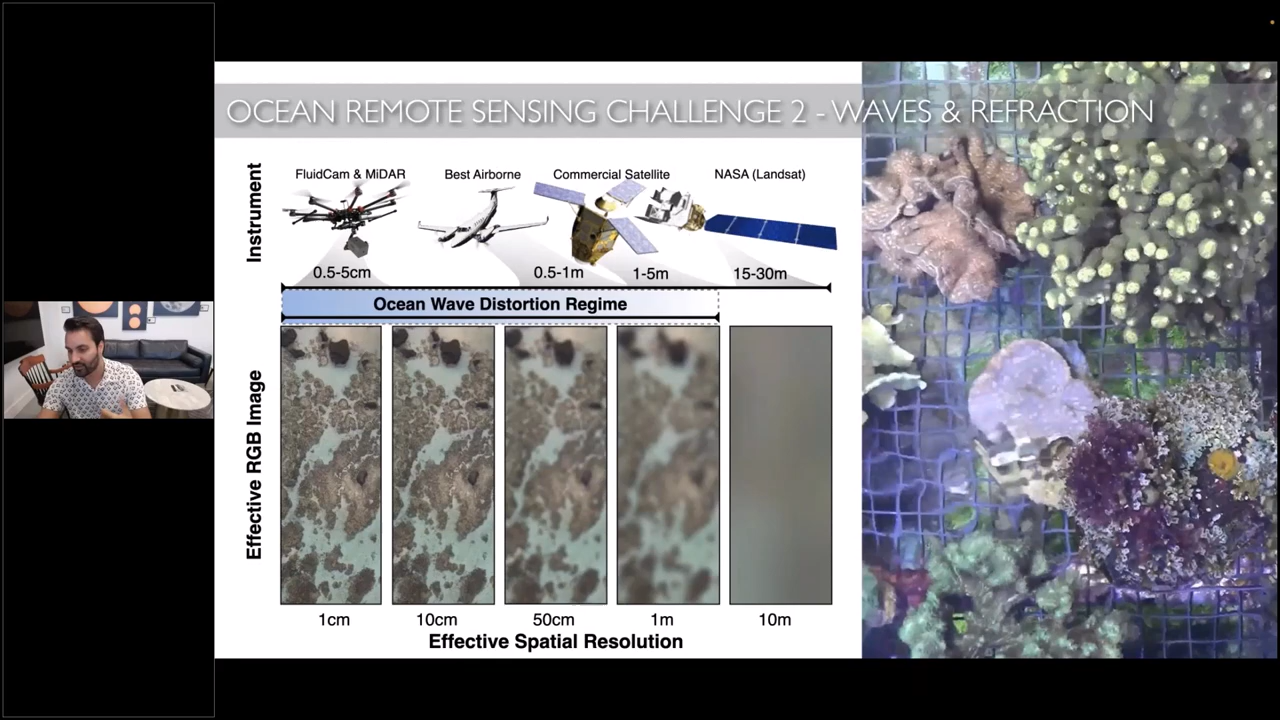 OCEAN REMOTE SENSING CHALLENGE 2 - WAVES & REFRACTION
Instrument
FluidCam & MiDAR
Best Airborne
Commercial Satellite
NASA (Landsat)
0.5-5cm
0.5-1m
1-5m
15-30m
Ocean Wave Distortion Regime
Effective RGB Image
1cm
10cm
50cm
1m
10m
Effective Spatial Resolution